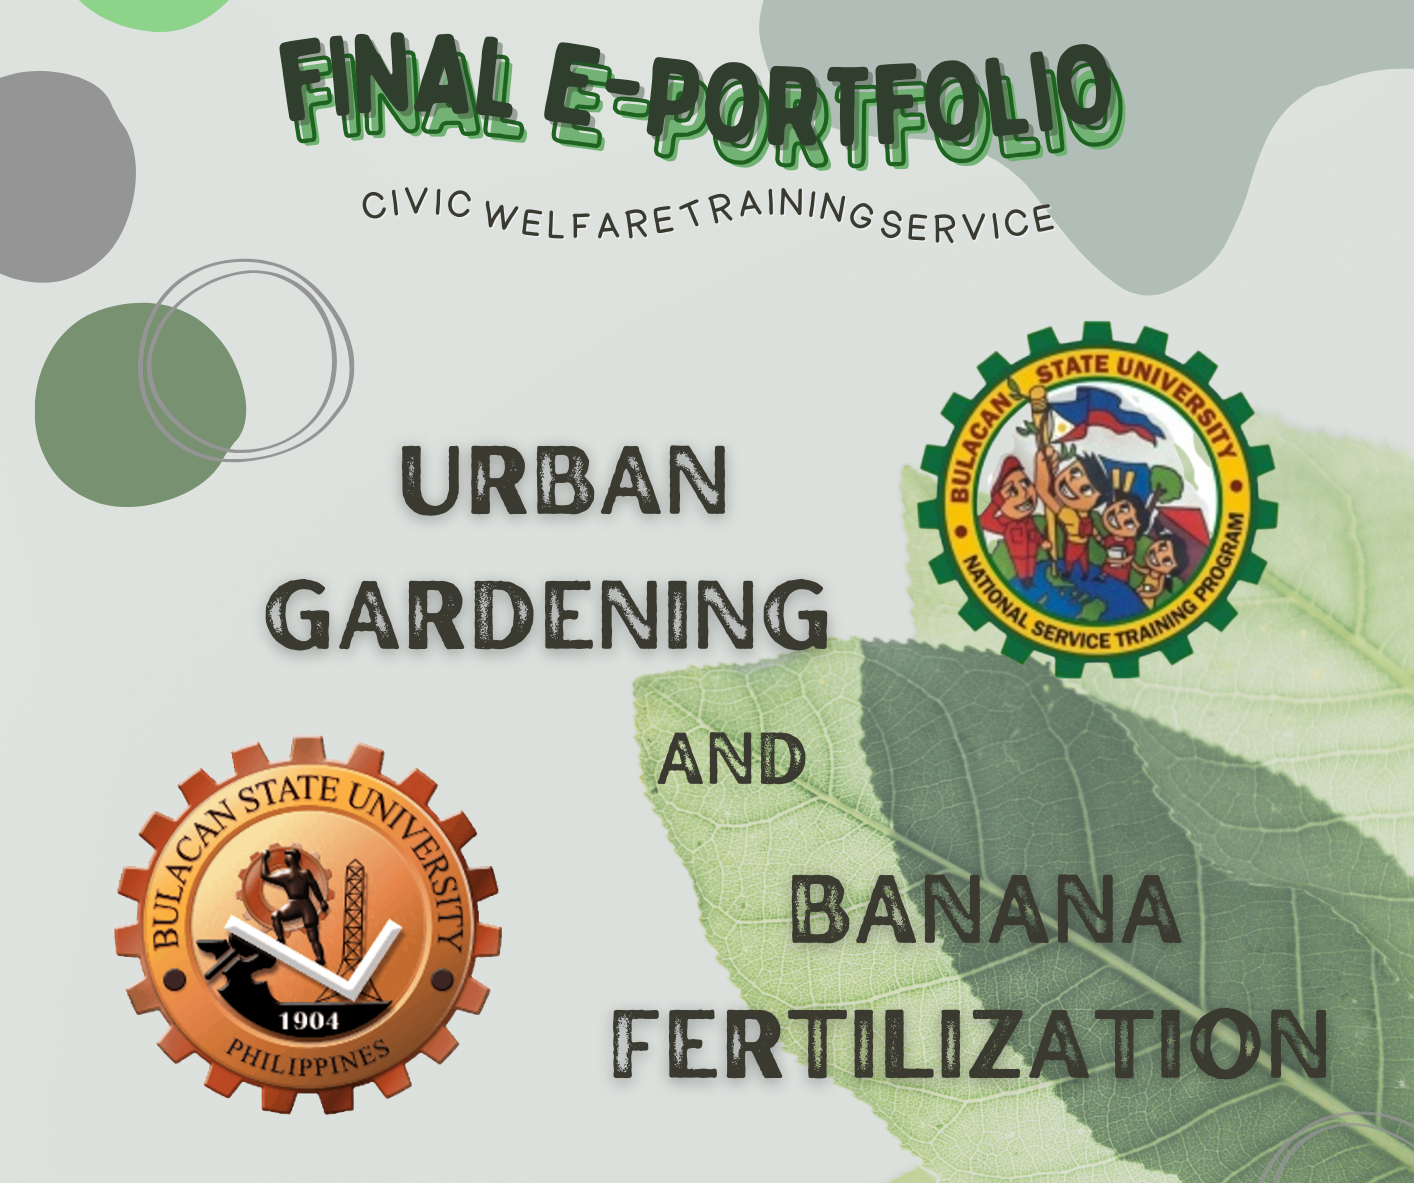 FINAL E-PORTFOLIO
CIVIC WELFARE TRAINING SERVICE
URBAN
GARDENING
AND
BANANA
FERTILIZATION
BULACAN STATE UNIVERSITY
NATIONAL SERVICE TRAINING PROGRAM
BULACAN STATE UNIVERSITY
1904
PHILIPPINES